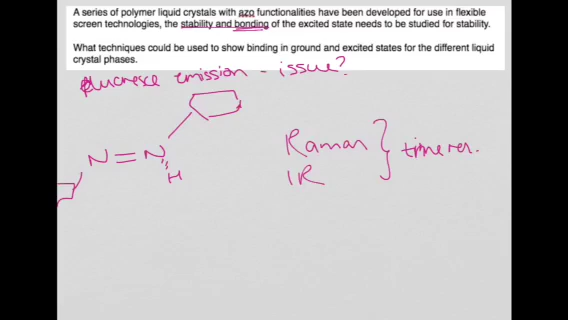 A series of polymer liquid crystals with azo functionalities have been developed for use in flexible
screen technologies, the stability and bonding of the excited state needs to be studied for stability.
What techniques could be used to show binding in ground and excited states for the different liquid
crystal phases.
fluoresce emission - issue?
N = N
H
Raman
IR
time res.